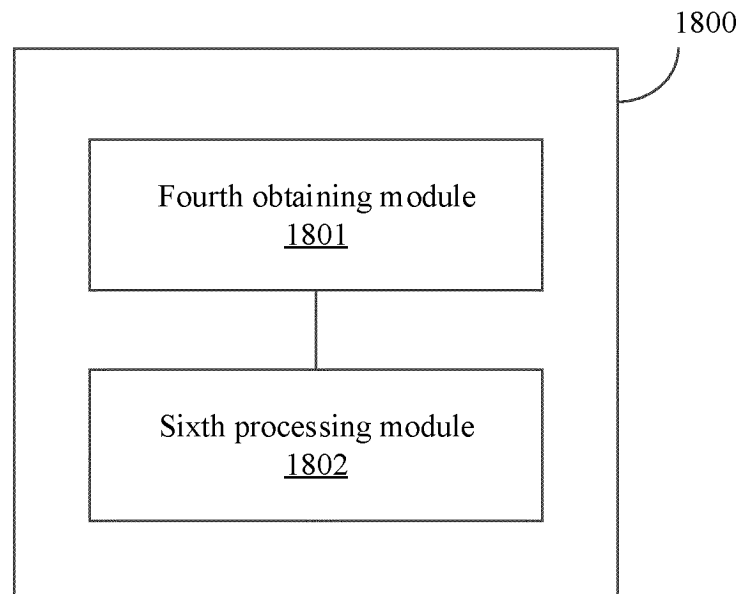 1800
Fourth obtaining module
1801
Sixth processing module
1802